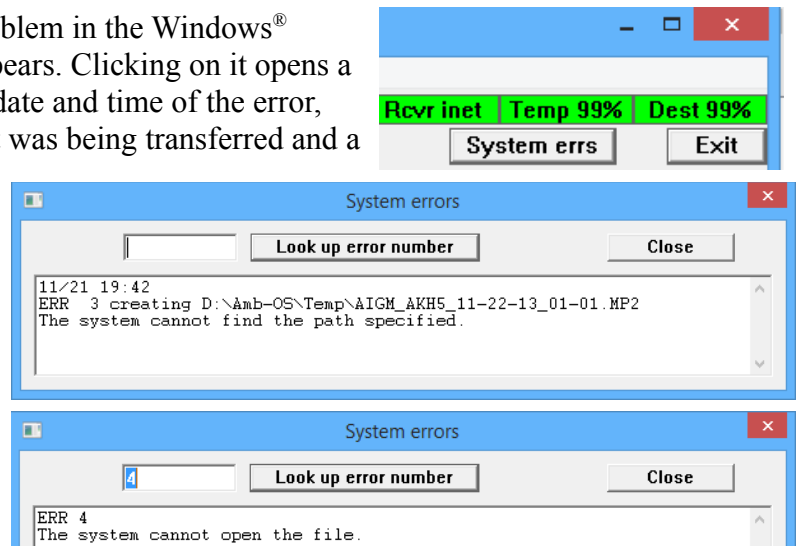 oblem in the Windows®
pears. Clicking on it opens a
date and time of the error,
t was being transferred and a
Rcvr inet Temp 99% Dest 99%
System errs Exit
System errors
Look up error number Close
11/21 19:42
ERR  3 creating D:\Amb-OS\Temp\AIGM_AKH5_11-22-13_01-01.MP2
The system cannot find the path specified.
System errors
4 Look up error number Close
ERR 4
The system cannot open the file.